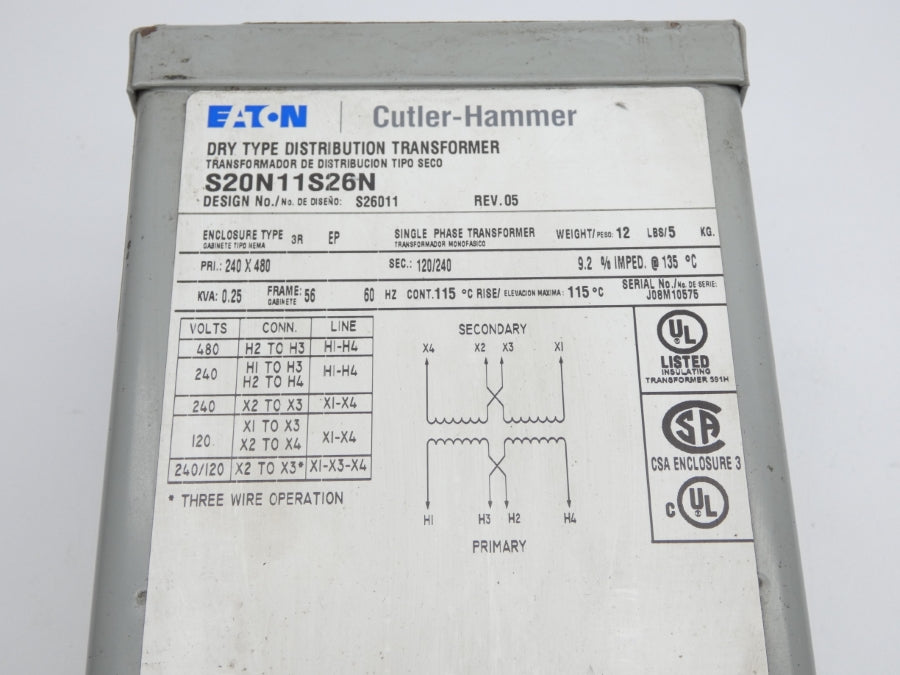 EATON | Cutler-Hammer
DRY TYPE DISTRIBUTION TRANSFORMER
TRANSFORMADOR DE DISTRIBUCION TIPO SECO
S20N11S26N
DESIGN No./No. DE DISEÑO: S26011 REV.05
ENCLOSURE TYPE 3R EP SINGLE PHASE TRANSFORMER WEIGHT/PESO: 12 LBS/5 KG.
GABINETE TIPO NEMA TRANSFORMADOR MONOFASICO
PRI.: 240 X 480 SEC.: 120/240 9.2 % IMPED. @ 135 °C
KVA: 0.25 FRAME: 56 60 HZ CONT. 115 °C RISE/ ELEVACION MAXIMA: 115 °C SERIAL No./No. DE SERIE:
GABINETE J08M10575
VOLTS CONN. LINE
480 H2 TO H3 H1-H4
240 H1 TO H3 H1-H4
H2 TO H4
240 X2 TO X3 X1-X4
120 X1 TO X3 X1-X4
X2 TO X4
240/120 X2 TO X3* X1-X3-X4
* THREE WIRE OPERATION
SECONDARY
X4 X2 X3 X1
H1 H3 H2 H4
PRIMARY
UL
LISTED
INSULATING
TRANSFORMER 591H
CSA
CSA ENCLOSURE 3
C UL